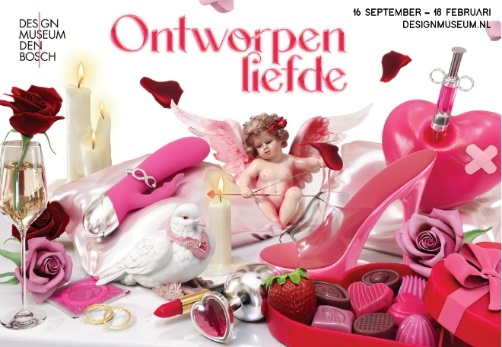 DESIGN
MUSEUM
DEN
BOSCH
Ontworpen
liefde
16 SEPTEMBER – 18 FEBRUARI
DESIGNMUSEUM.NL